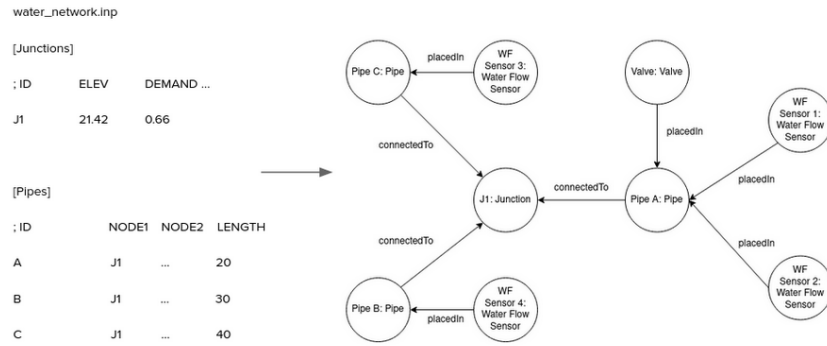 water_network.inp
[Junctions]
; ID ELEV DEMAND ...
J1 21.42 0.66
[Pipes]
; ID NODE1 NODE2 LENGTH
A J1 ... 20
B J1 ... 30
C J1 ... 40
Pipe C: Pipe
placedIn
WF
Sensor 3:
Water Flow
Sensor
Valve: Valve
placedIn
WF
Sensor 1:
Water Flow
Sensor
placedIn
connectedTo
J1: Junction
connectedTo
Pipe A: Pipe
connectedTo
placedIn
WF
Sensor 2:
Water Flow
Sensor
Pipe B: Pipe
placedIn
WF
Sensor 4:
Water Flow
Sensor